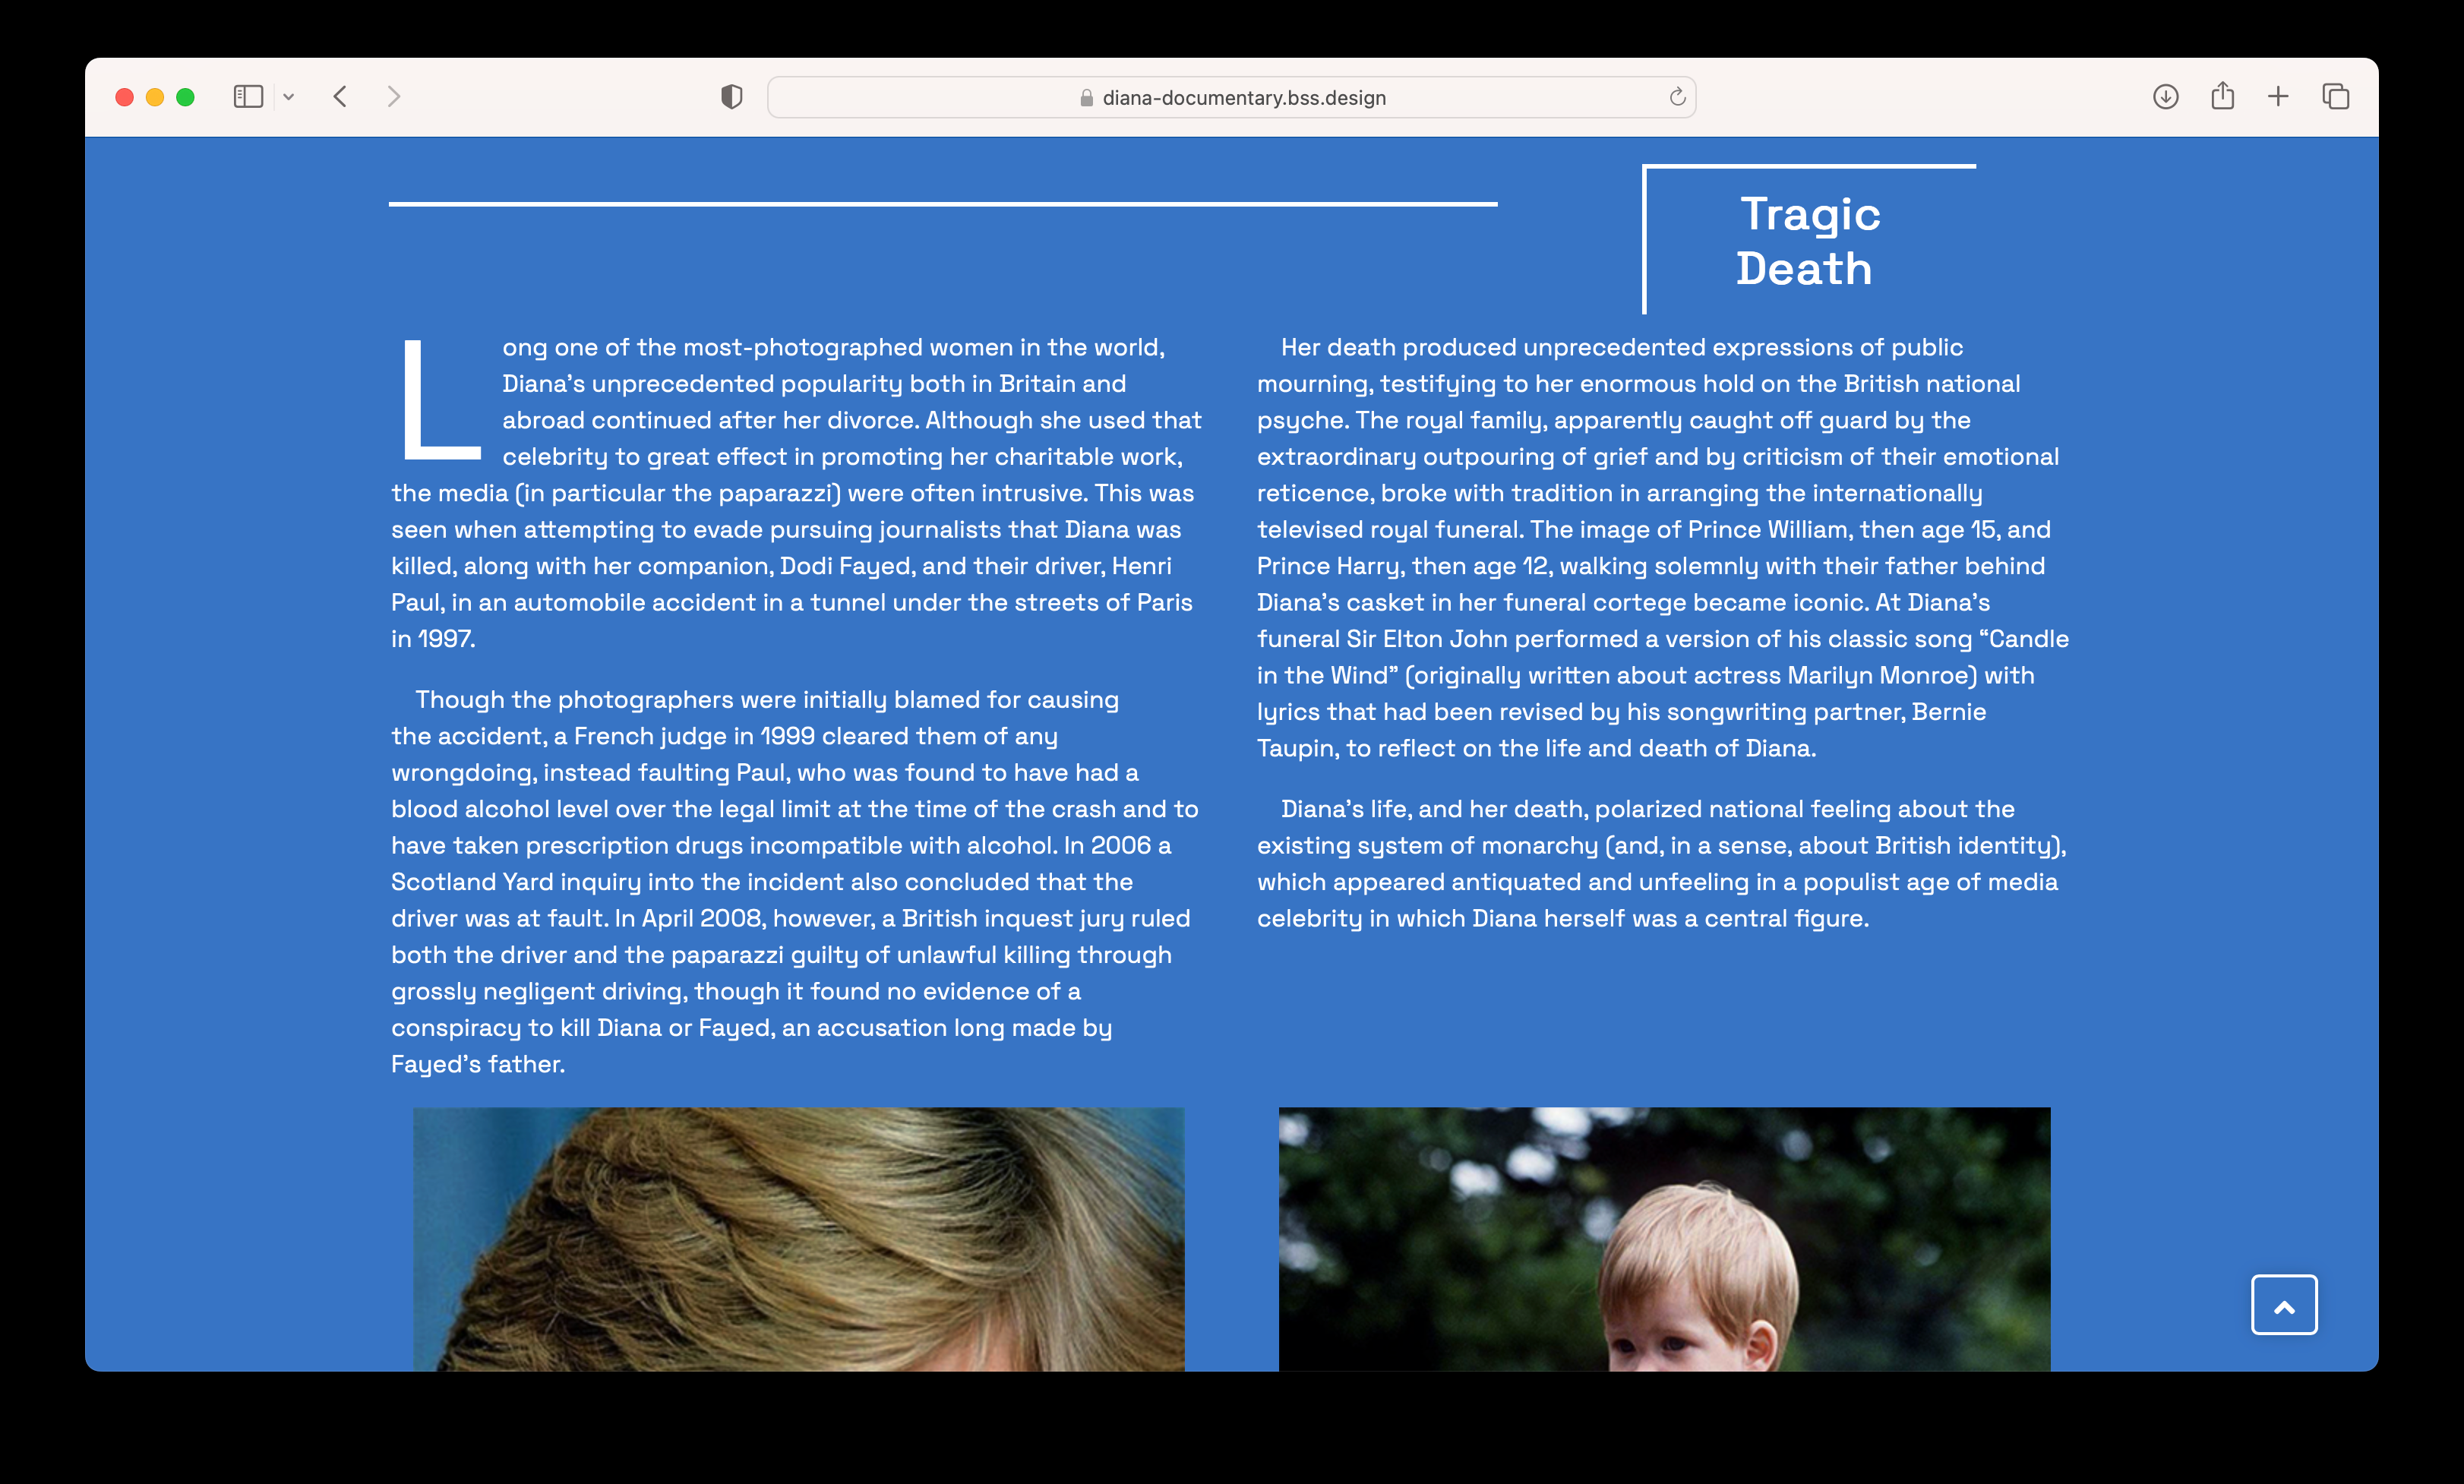 diana-documentary.bss.design
Tragic
Death
Long one of the most-photographed women in the world,
Diana’s unprecedented popularity both in Britain and
abroad continued after her divorce. Although she used that
celebrity to great effect in promoting her charitable work,
the media (in particular the paparazzi) were often intrusive. This was
seen when attempting to evade pursuing journalists that Diana was
killed, along with her companion, Dodi Fayed, and their driver, Henri
Paul, in an automobile accident in a tunnel under the streets of Paris
in 1997.
Though the photographers were initially blamed for causing
the accident, a French judge in 1999 cleared them of any
wrongdoing, instead faulting Paul, who was found to have had a
blood alcohol level over the legal limit at the time of the crash and to
have taken prescription drugs incompatible with alcohol. In 2006 a
Scotland Yard inquiry into the incident also concluded that the
driver was at fault. In April 2008, however, a British inquest jury ruled
both the driver and the paparazzi guilty of unlawful killing through
grossly negligent driving, though it found no evidence of a
conspiracy to kill Diana or Fayed, an accusation long made by
Fayed’s father.
Her death produced unprecedented expressions of public
mourning, testifying to her enormous hold on the British national
psyche. The royal family, apparently caught off guard by the
extraordinary outpouring of grief and by criticism of their emotional
reticence, broke with tradition in arranging the internationally
televised royal funeral. The image of Prince William, then age 15, and
Prince Harry, then age 12, walking solemnly with their father behind
Diana’s casket in her funeral cortege became iconic. At Diana’s
funeral Sir Elton John performed a version of his classic song “Candle
in the Wind” (originally written about actress Marilyn Monroe) with
lyrics that had been revised by his songwriting partner, Bernie
Taupin, to reflect on the life and death of Diana.
Diana’s life, and her death, polarized national feeling about the
existing system of monarchy (and, in a sense, about British identity),
which appeared antiquated and unfeeling in a populist age of media
celebrity in which Diana herself was a central figure.